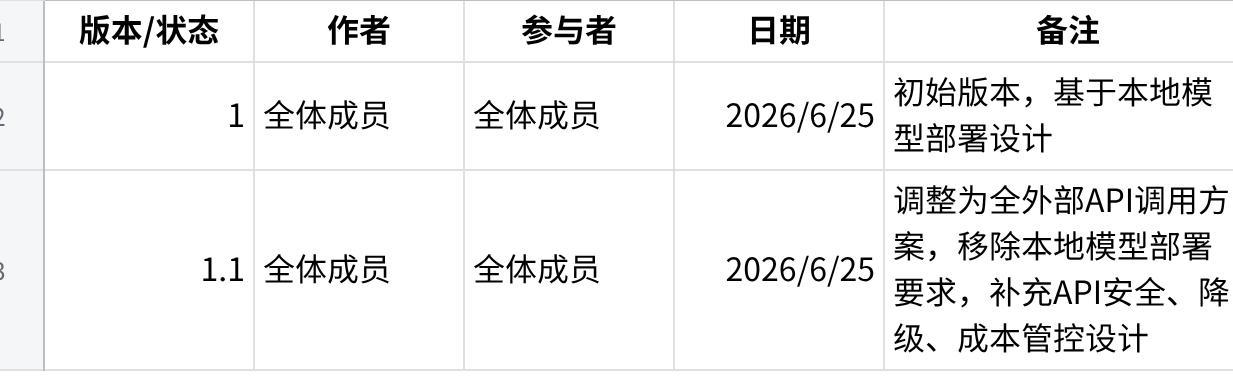 版本/状态 作者 参与者 日期 备注
2 1 全体成员 全体成员 2026/6/25 初始版本，基于本地模
型部署设计
3 1.1 全体成员 全体成员 2026/6/25 调整为全外部API调用方
案，移除本地模型部署
要求，补充API安全、降
级、成本管控设计